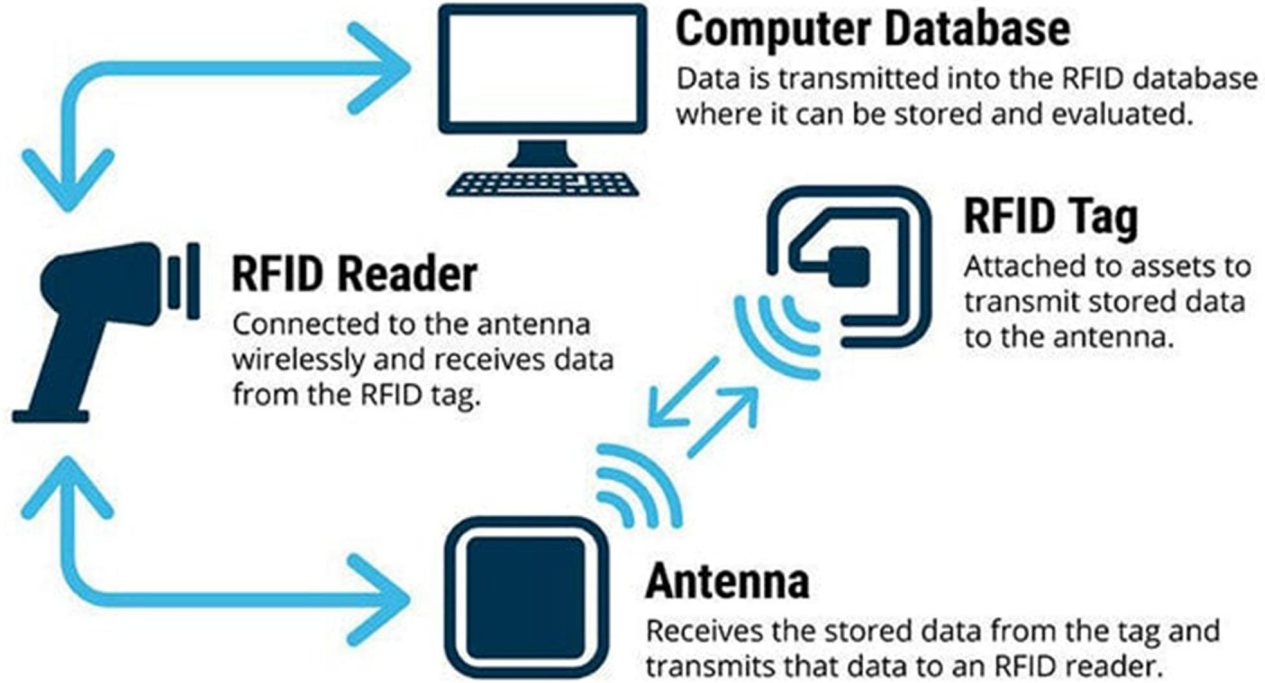 Computer Database
Data is transmitted into the RFID database
where it can be stored and evaluated.
RFID Tag
Attached to assets to
transmit stored data
to the antenna.
RFID Reader
Connected to the antenna
wirelessly and receives data
from the RFID tag.
Antenna
Receives the stored data from the tag and
transmits that data to an RFID reader.